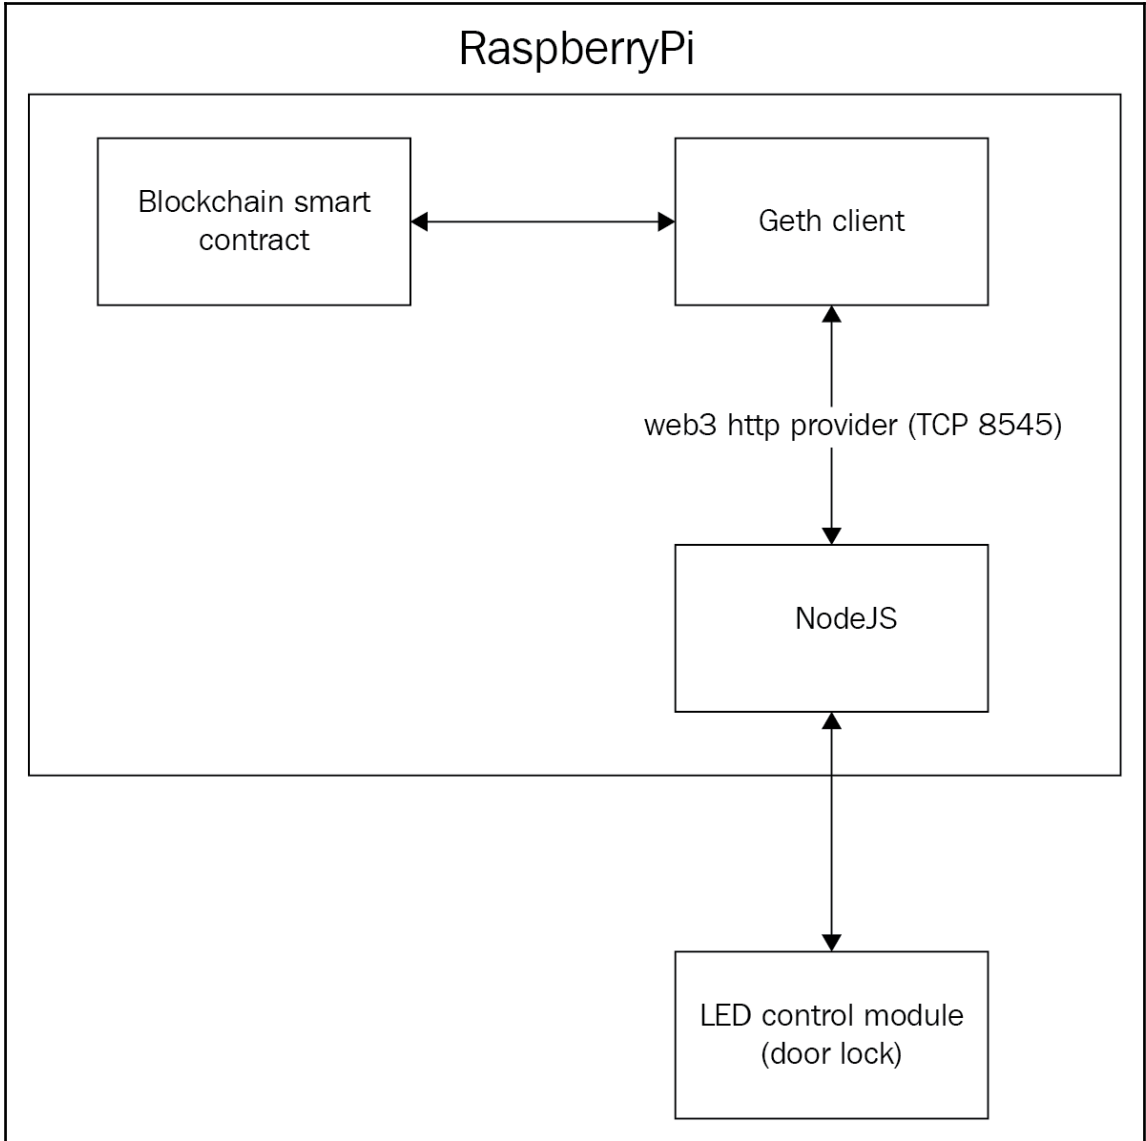 RaspberryPi
Blockchain smart
contract
Geth client
web3 http provider (TCP 8545)
NodeJS
LED control module
(door lock)